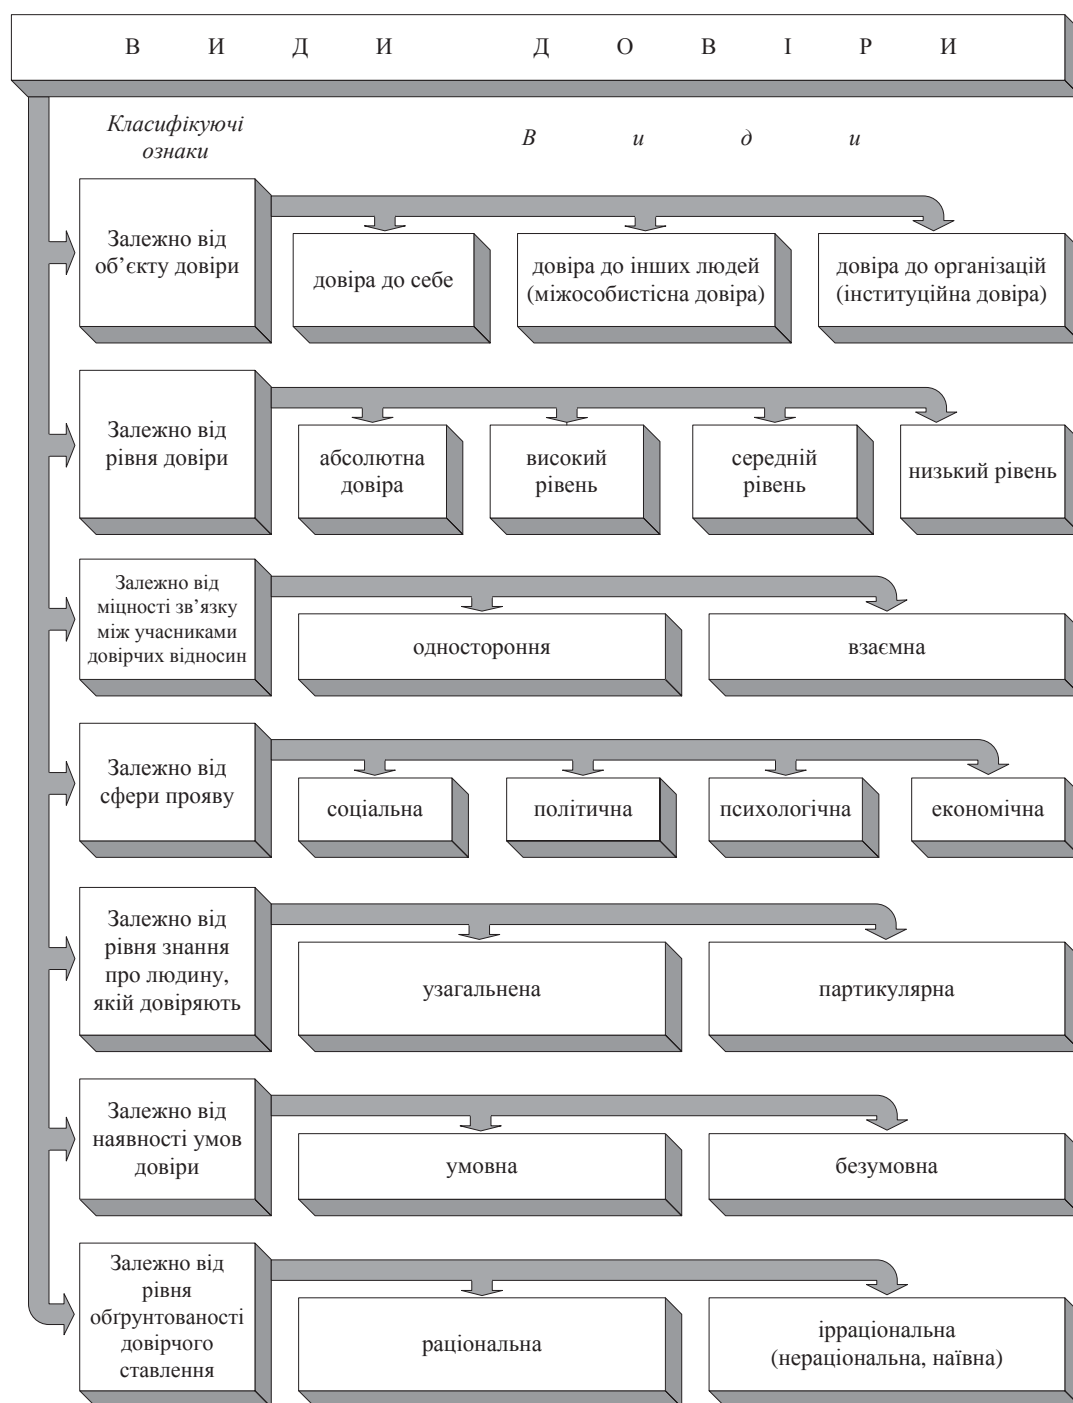 ВИДИ ДОВІРИ
Класифікуючі
ознаки
Види
Залежно від
об’єкту довіри
довіра до себе
довіра до інших людей
(міжособистісна довіра)
довіра до організацій
(інституційна довіра)
Залежно від
рівня довіри
абсолютна
довіра
високий
рівень
середній
рівень
низький рівень
Залежно від
міцності зв’язку
між учасниками
довірчих відносин
одностороння
взаємна
Залежно від
сфери прояву
соціальна
політична
психологічна
економічна
Залежно від
рівня знання
про людину,
якій довіряють
узагальнена
партикулярна
Залежно від
наявності умов
довіри
умовна
безумовна
Залежно від
рівня
обґрунтованості
довірчого
ставлення
раціональна
ірраціональна
(нераціональна, наївна)